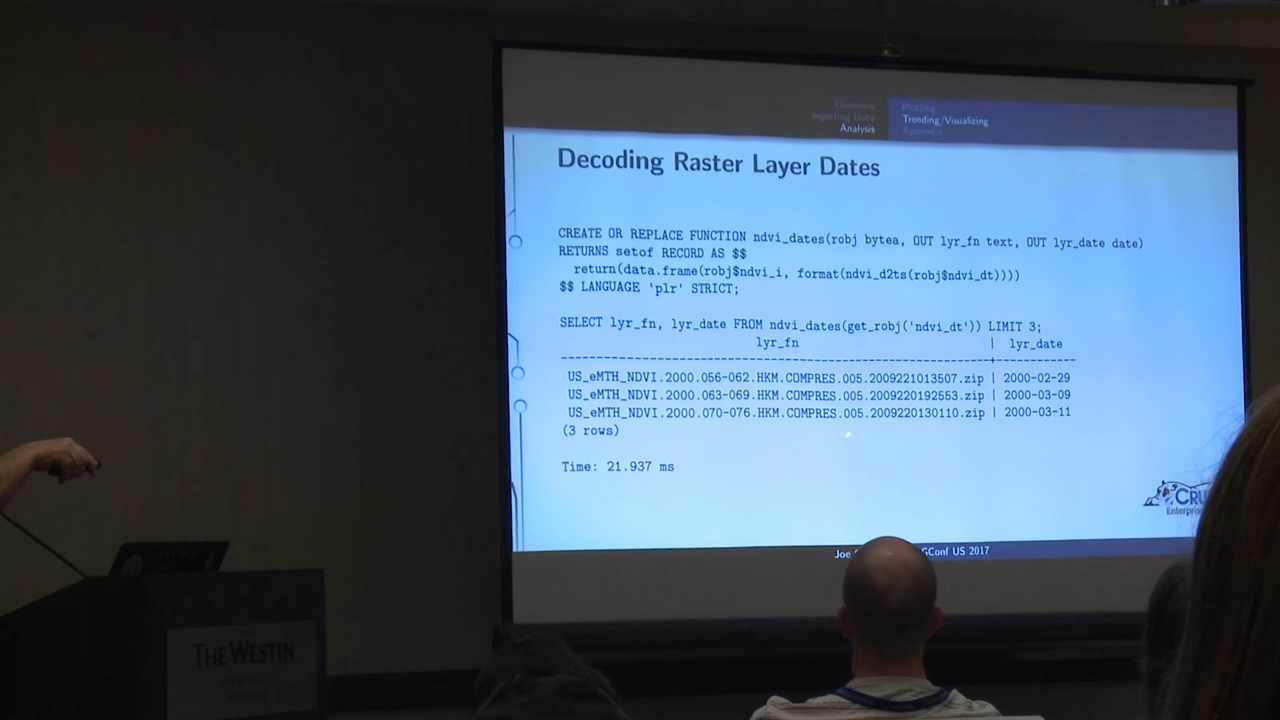 Overview
Ingesting Data
Analysis
Plotting
Trending/Visualizing
Appendix
Decoding Raster Layer Dates
CREATE OR REPLACE FUNCTION ndvi_dates(robj bytea, OUT lyr_fn text, OUT lyr_date date)
RETURNS setof RECORD AS $$
return(data.frame(robj$ndvi_i, format(ndvi_d2ts(robj$ndvi_dt))))
$$ LANGUAGE 'plr' STRICT;
SELECT lyr_fn, lyr_date FROM ndvi_dates(get_robj('ndvi_dt')) LIMIT 3;
lyr_fn | lyr_date
---------------------------------------------------------------+------------
US_eMTH_NDVI.2000.056-062.HKM.COMPRES.005.2009221013507.zip | 2000-02-29
US_eMTH_NDVI.2000.063-069.HKM.COMPRES.005.2009220192553.zip | 2000-03-09
US_eMTH_NDVI.2000.070-076.HKM.COMPRES.005.2009220130110.zip | 2000-03-11
(3 rows)
Time: 21.937 ms
CRU
Enterpri
Joe
GConf US 2017
THE WESTIN